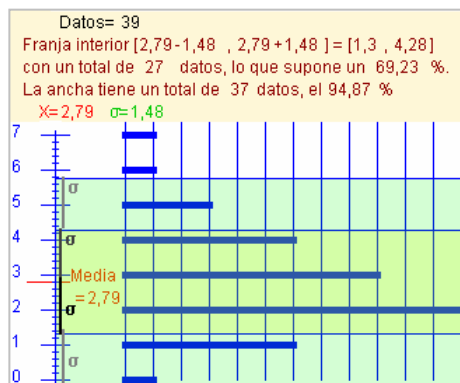 Datos= 39
Franja interior [2,79-1,48 , 2,79+1,48 ] = [1,3 , 4,28]
con un total de 27 datos, lo que supone un 69,23 %.
La ancha tiene un total de 37 datos, el 94,87 %
X=2,79 σ=1,48
7
6
σ
5
4
σ
3
Media
=2,79
2
σ
1
σ
0